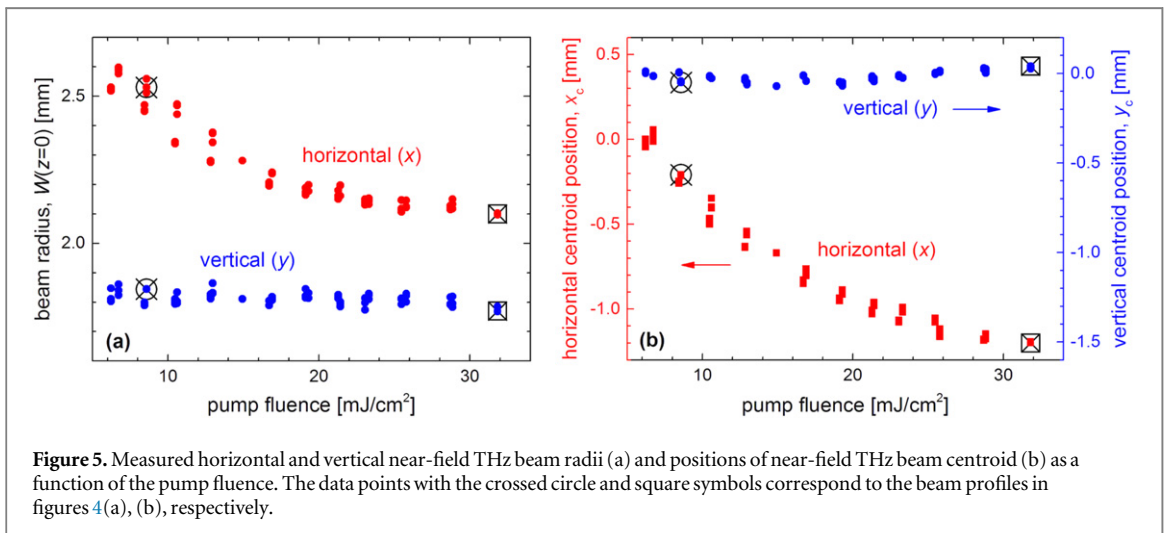 2.5
2.0
beam radius, W(z=0) [mm]
horizontal (x)
vertical (y)
(a)
10
20
30
pump fluence [mJ/cm²]
0.5
0.0
-0.5
-1.0
horizontal centroid position, x_c [mm]
vertical (y)
horizontal (x)
(b)
10
20
30
pump fluence [mJ/cm²]
0.0
-0.5
-1.0
-1.5
vertical centroid position, y_c [mm]
Figure 5. Measured horizontal and vertical near-field THz beam radii (a) and positions of near-field THz beam centroid (b) as a
function of the pump fluence. The data points with the crossed circle and square symbols correspond to the beam profiles in
figures 4(a), (b), respectively.